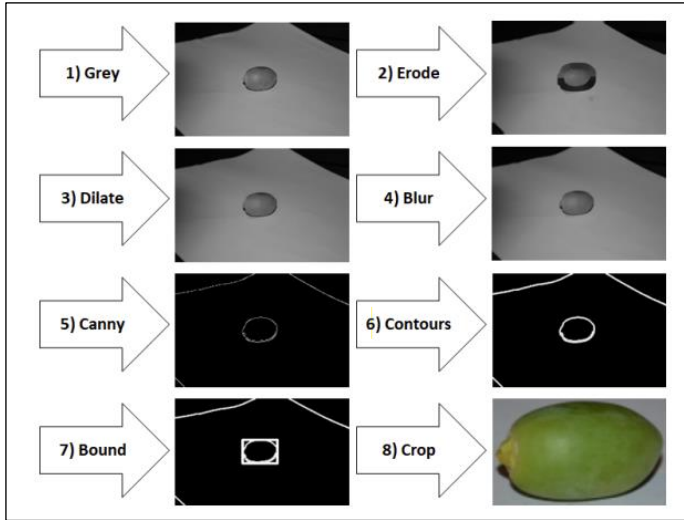 1) Grey
2) Erode
3) Dilate
4) Blur
5) Canny
6) Contours
7) Bound
8) Crop